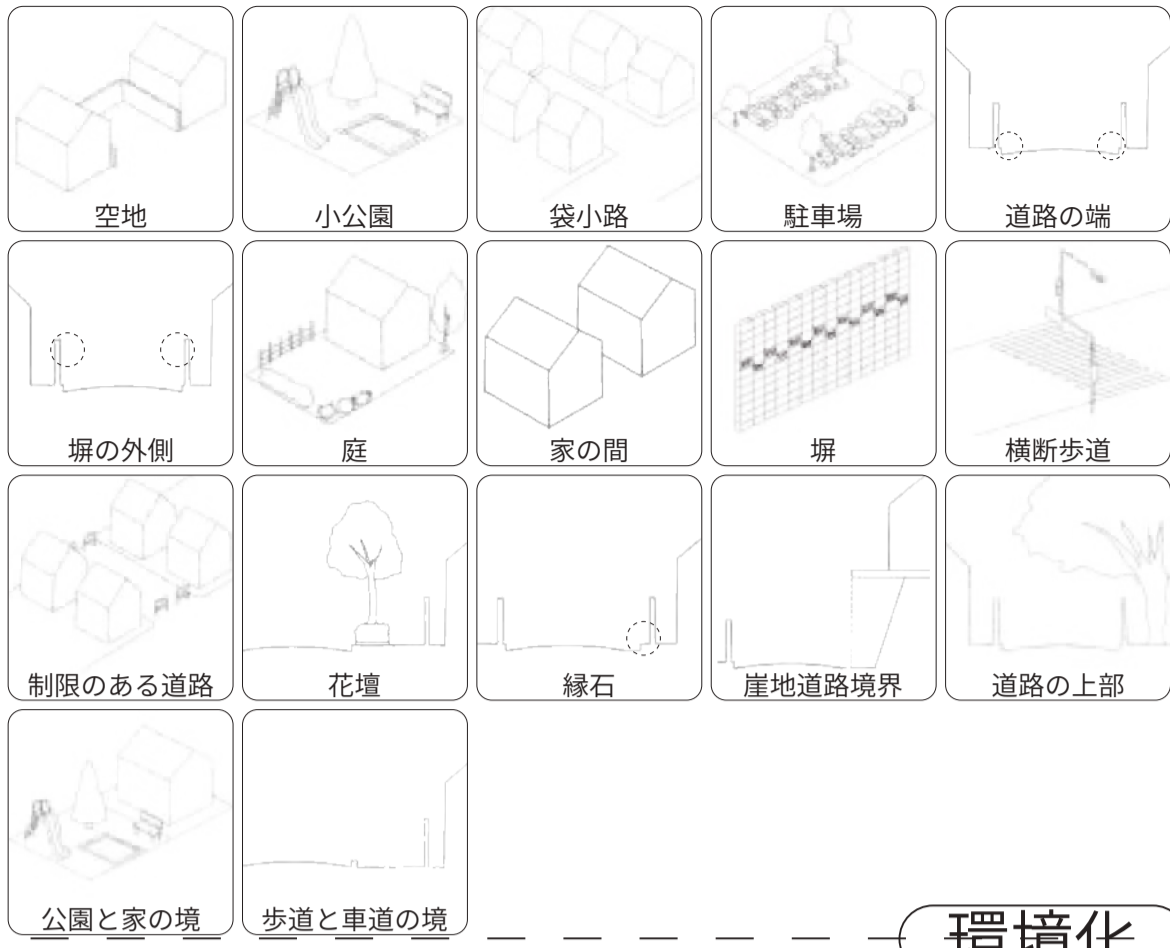 空地
小公園
袋小路
駐車場
道路の端
塀の外側
庭
家の間
塀
横断歩道
制限のある道路
花壇
縁石
崖地道路境界
道路の上部
公園と家の境
歩道と車道の境
環境化